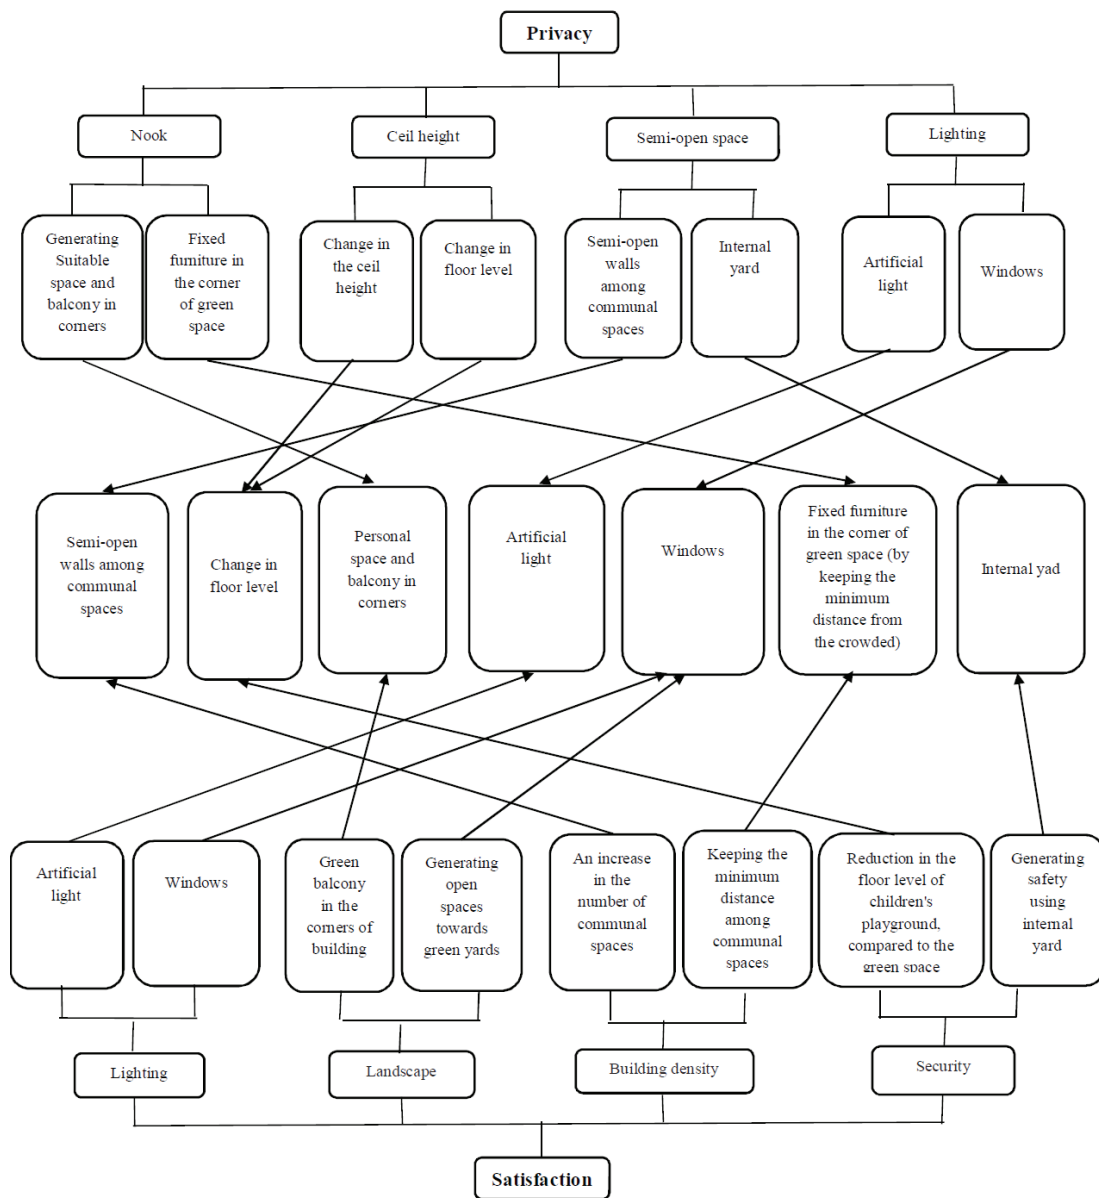 Privacy
Nook
Ceil height
Semi-open space
Lighting
Generating
Suitable
space and
balcony in
corners
Fixed
furniture in
the corner
of green
space
Change in
the ceil
height
Change in
floor level
Semi-open
walls
among
communal
spaces
Internal
yard
Artificial
light
Windows
Semi-open
walls among
communal
spaces
Change in
floor level
Personal
space and
balcony in
corners
Artificial
light
Windows
Fixed furniture
in the corner of
green space (by
keeping the
minimum
distance from
the crowded)
Internal yad
Artificial
light
Windows
Green
balcony
in the
corners of
building
Generating
open
spaces
towards
green yards
An increase
in the
number of
communal
spaces
Keeping the
minimum
distance
among
communal
spaces
Reduction in the
floor level of
children's
playground,
compared to the
green space
Generating
safety
using
internal
yard
Lighting
Landscape
Building density
Security
Satisfaction